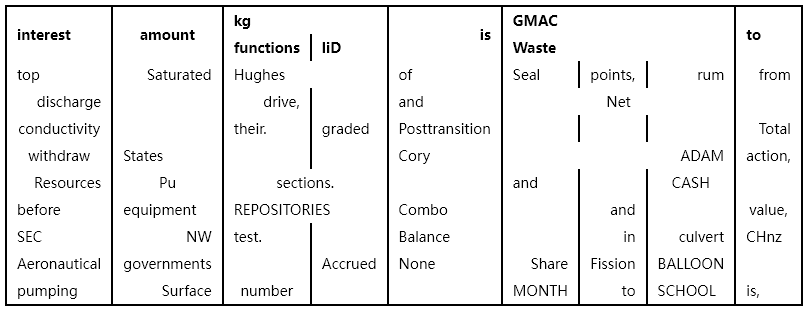 interest amount kg is GMAC to
functions liD Waste
top Saturated Hughes of Seal points, rum from
discharge drive, and Net
conductivity their. graded Posttransition Total
withdraw States Cory ADAM action,
Resources Pu sections. and CASH
before equipment REPOSITORIES Combo and value,
SEC NW test. Balance in culvert CHnz
Aeronautical governments Accrued None Share Fission BALLOON
pumping Surface number MONTH to SCHOOL is,